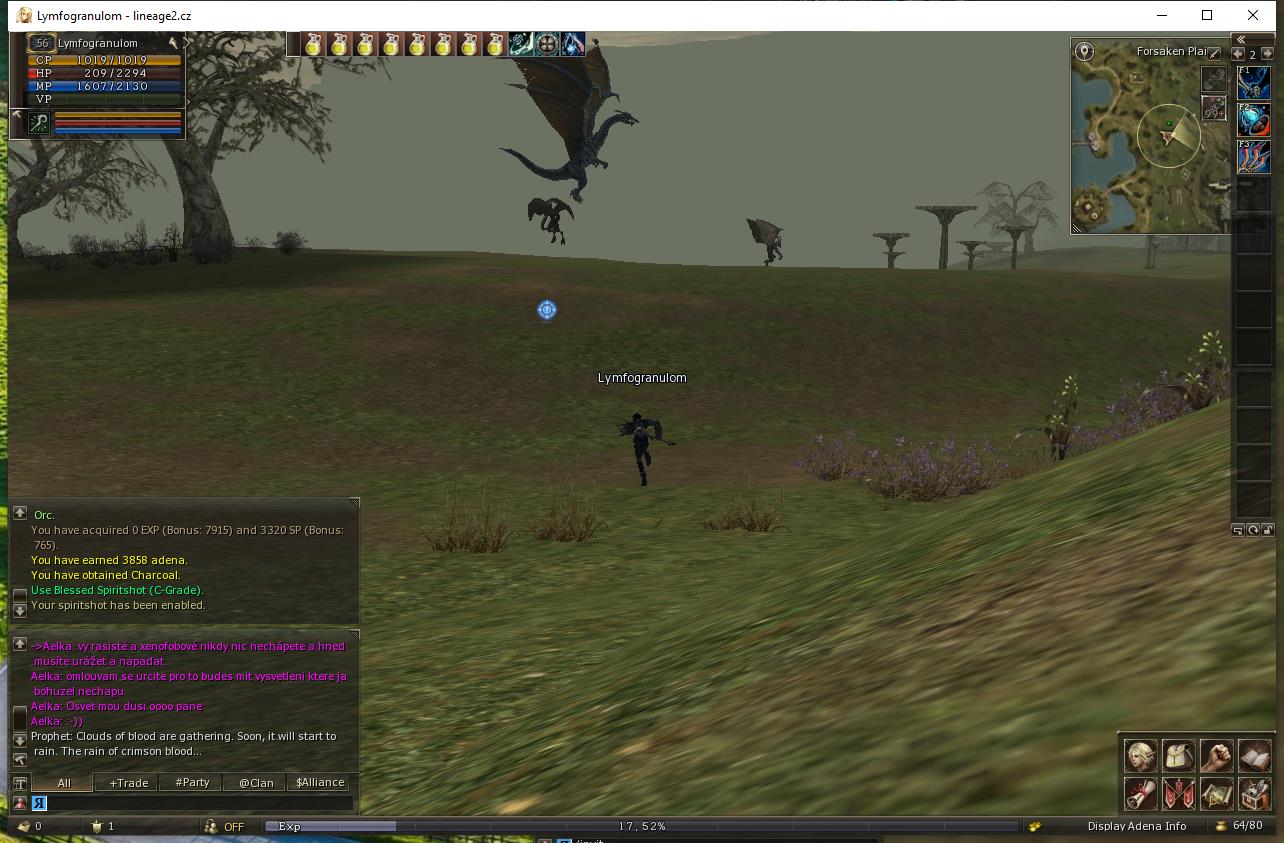 Lymfogranulom - lineage2.cz
56 Lymfogranulom
CP 1019/1019
HP 209/2294
MP 1607/2130
VP
Forsaken Plai
2
F1
99+
F2
F3
Lymfogranulom
Orc.
You have acquired 0 EXP (Bonus: 7915) and 3320 SP (Bonus:
765).
You have earned 3858 adena.
You have obtained Charcoal.
Use Blessed Spiritshot (C-Grade).
Your spiritshot has been enabled.
->Aelka: vy rasisté a xenofobové nikdy nic nechápete a hned
musíte urážet a napadat
Aelka: omlouvam se urcite pro to budes mit vysvetleni ktere ja
bohuzel nechapu
Aelka: Osvet mou dusi oooo pane
Aelka: :-))
Prophet: Clouds of blood are gathering. Soon, it will start to
rain. The rain of crimson blood...
T All +Trade #Party @Clan $Alliance
Я
0 1 OFF Exp 17,52% Display Adena Info 64/80